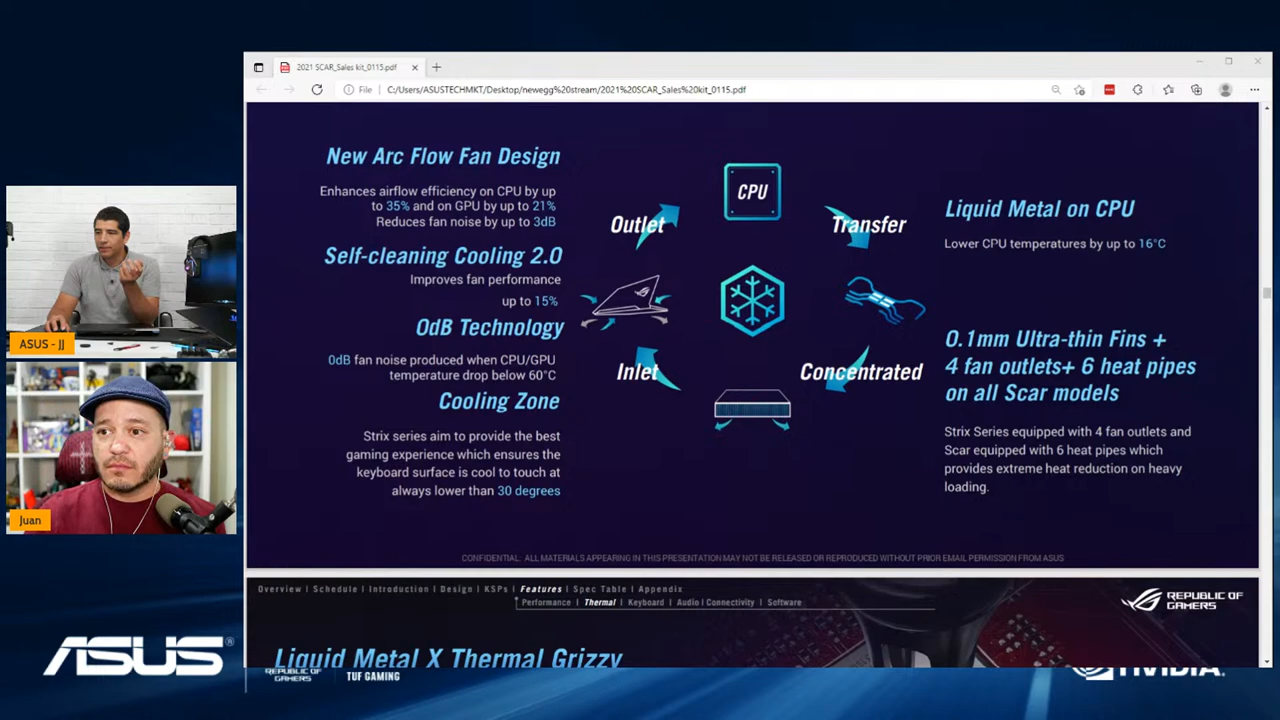 2021 SCAR_Sales kit_0115.pdf
File
C:/Users/ASUSTECHMKT/Desktop/newegg%20stream/2021%20SCAR_Sales%20kit_0115.pdf
New Arc Flow Fan Design
Enhances airflow efficiency on CPU by up
to 35% and on GPU by up to 21%
Reduces fan noise by up to 3dB
Self-cleaning Cooling 2.0
Improves fan performance
up to 15%
0dB Technology
0dB fan noise produced when CPU/GPU
temperature drop below 60°C
Cooling Zone
Strix series aim to provide the best
gaming experience which ensures the
keyboard surface is cool to touch at
always lower than 30 degrees
CPU
Outlet
Transfer
Inlet
Concentrated
Liquid Metal on CPU
Lower CPU temperatures by up to 16°C
0.1mm Ultra-thin Fins +
4 fan outlets+ 6 heat pipes
on all Scar models
Strix Series equipped with 4 fan outlets and
Scar equipped with 6 heat pipes which
provides extreme heat reduction on heavy
loading.
CONFIDENTIAL: ALL MATERIALS APPEARING IN THIS PRESENTATION MAY NOT BE RELEASED OR REPRODUCED WITHOUT PRIOR EMAIL PERMISSION FROM ASUS
Overview | Schedule | Introduction | Design | KSPs | Features | Spec Table | Appendix
Performance | Thermal | Keyboard | Audio | Connectivity | Software
REPUBLIC OF
GAMERS
Liquid Metal X Thermal Grizzy
ASUS - JJ
Juan
ASUS®
REPUBLIC OF
GAMERS
TUF GAMING
NVIDIA.